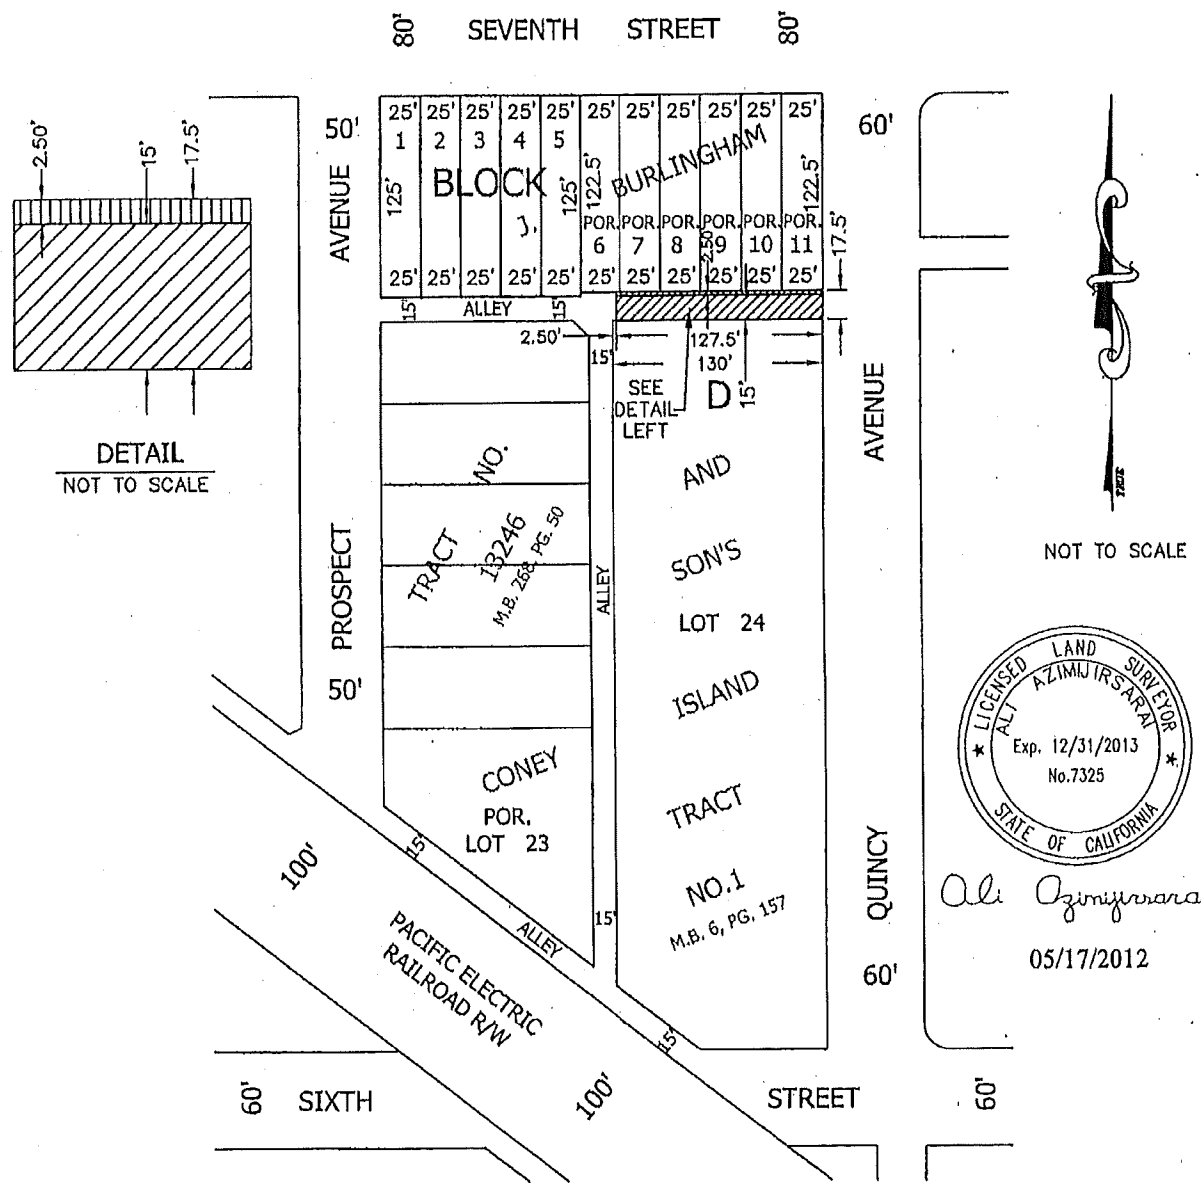 80' SEVENTH STREET 80'
50' AVENUE
25' 25' 25' 25' 25' 25' 25' 25' 25' 25' 25'
1 2 3 4 5
BLOCK J.
BURLINGHAM
125' 125' 122.5' 122.5'
POR. 6 POR. 7 POR. 8 POR. 9 POR. 10 POR. 11
2.50'
25' 25' 25' 25' 25' 25' 25' 25' 25' 25' 25'
17.5'
60'
2.50' 15' 17.5'
DETAIL
NOT TO SCALE
15' ALLEY 15'
2.50' 127.5'
15' 130'
SEE
DETAIL
LEFT
D
15'
AVENUE
TRUE
NOT TO SCALE
NO.
AND
TRACT
13246
M.B. 268, PG. 50
SON'S
ALLEY
LOT 24
PROSPECT
50'
ISLAND
CONEY
POR.
LOT 23
TRACT
NO.1
M.B. 6, PG. 157
QUINCY
60'
LICENSED LAND SURVEYOR
ALI AZIMIJIRSARAI
Exp. 12/31/2013
No.7325
STATE OF CALIFORNIA
Ali Azimijirsarai
05/17/2012
100'
15'
ALLEY
15'
15'
PACIFIC ELECTRIC
RAILROAD R/W
100'
60' SIXTH
STREET 60'